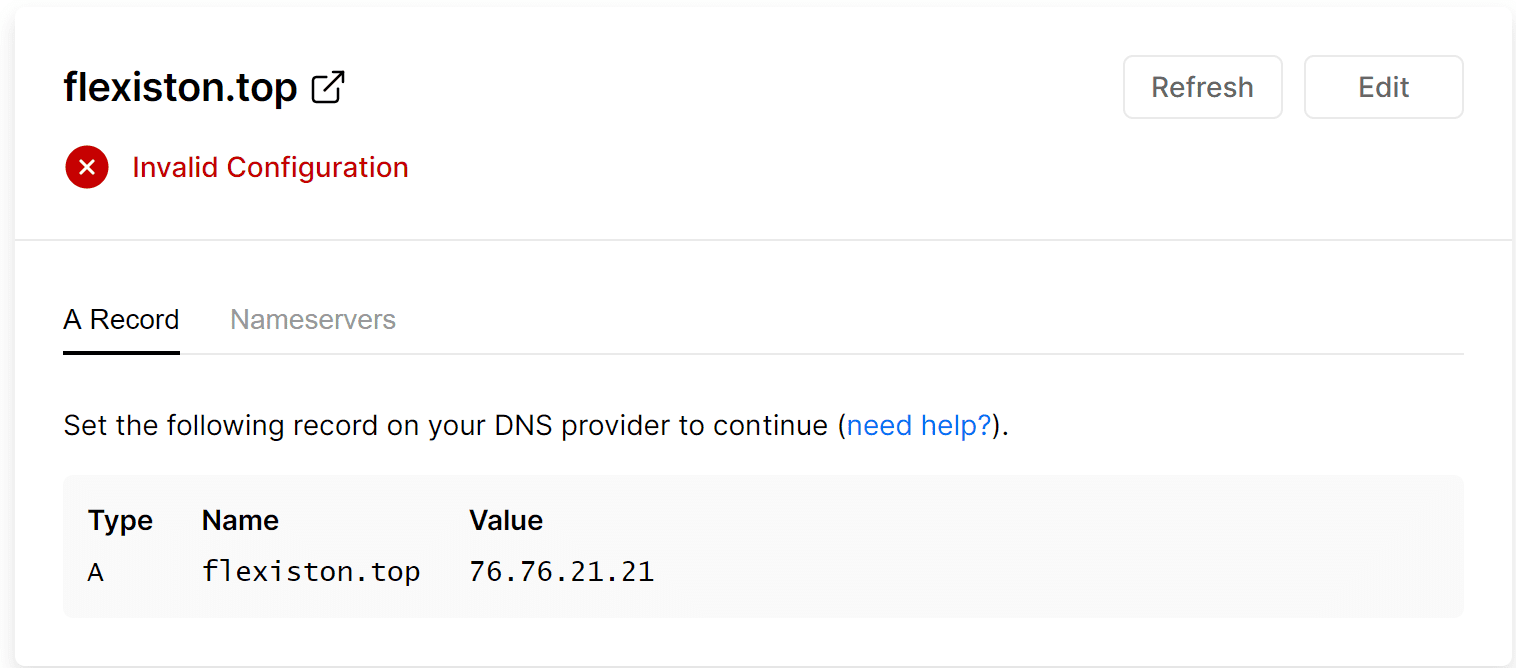 flexiston.top
Refresh Edit
Invalid Configuration
A Record Nameservers
Set the following record on your DNS provider to continue (need help?).
Type Name Value
A flexiston.top 76.76.21.21